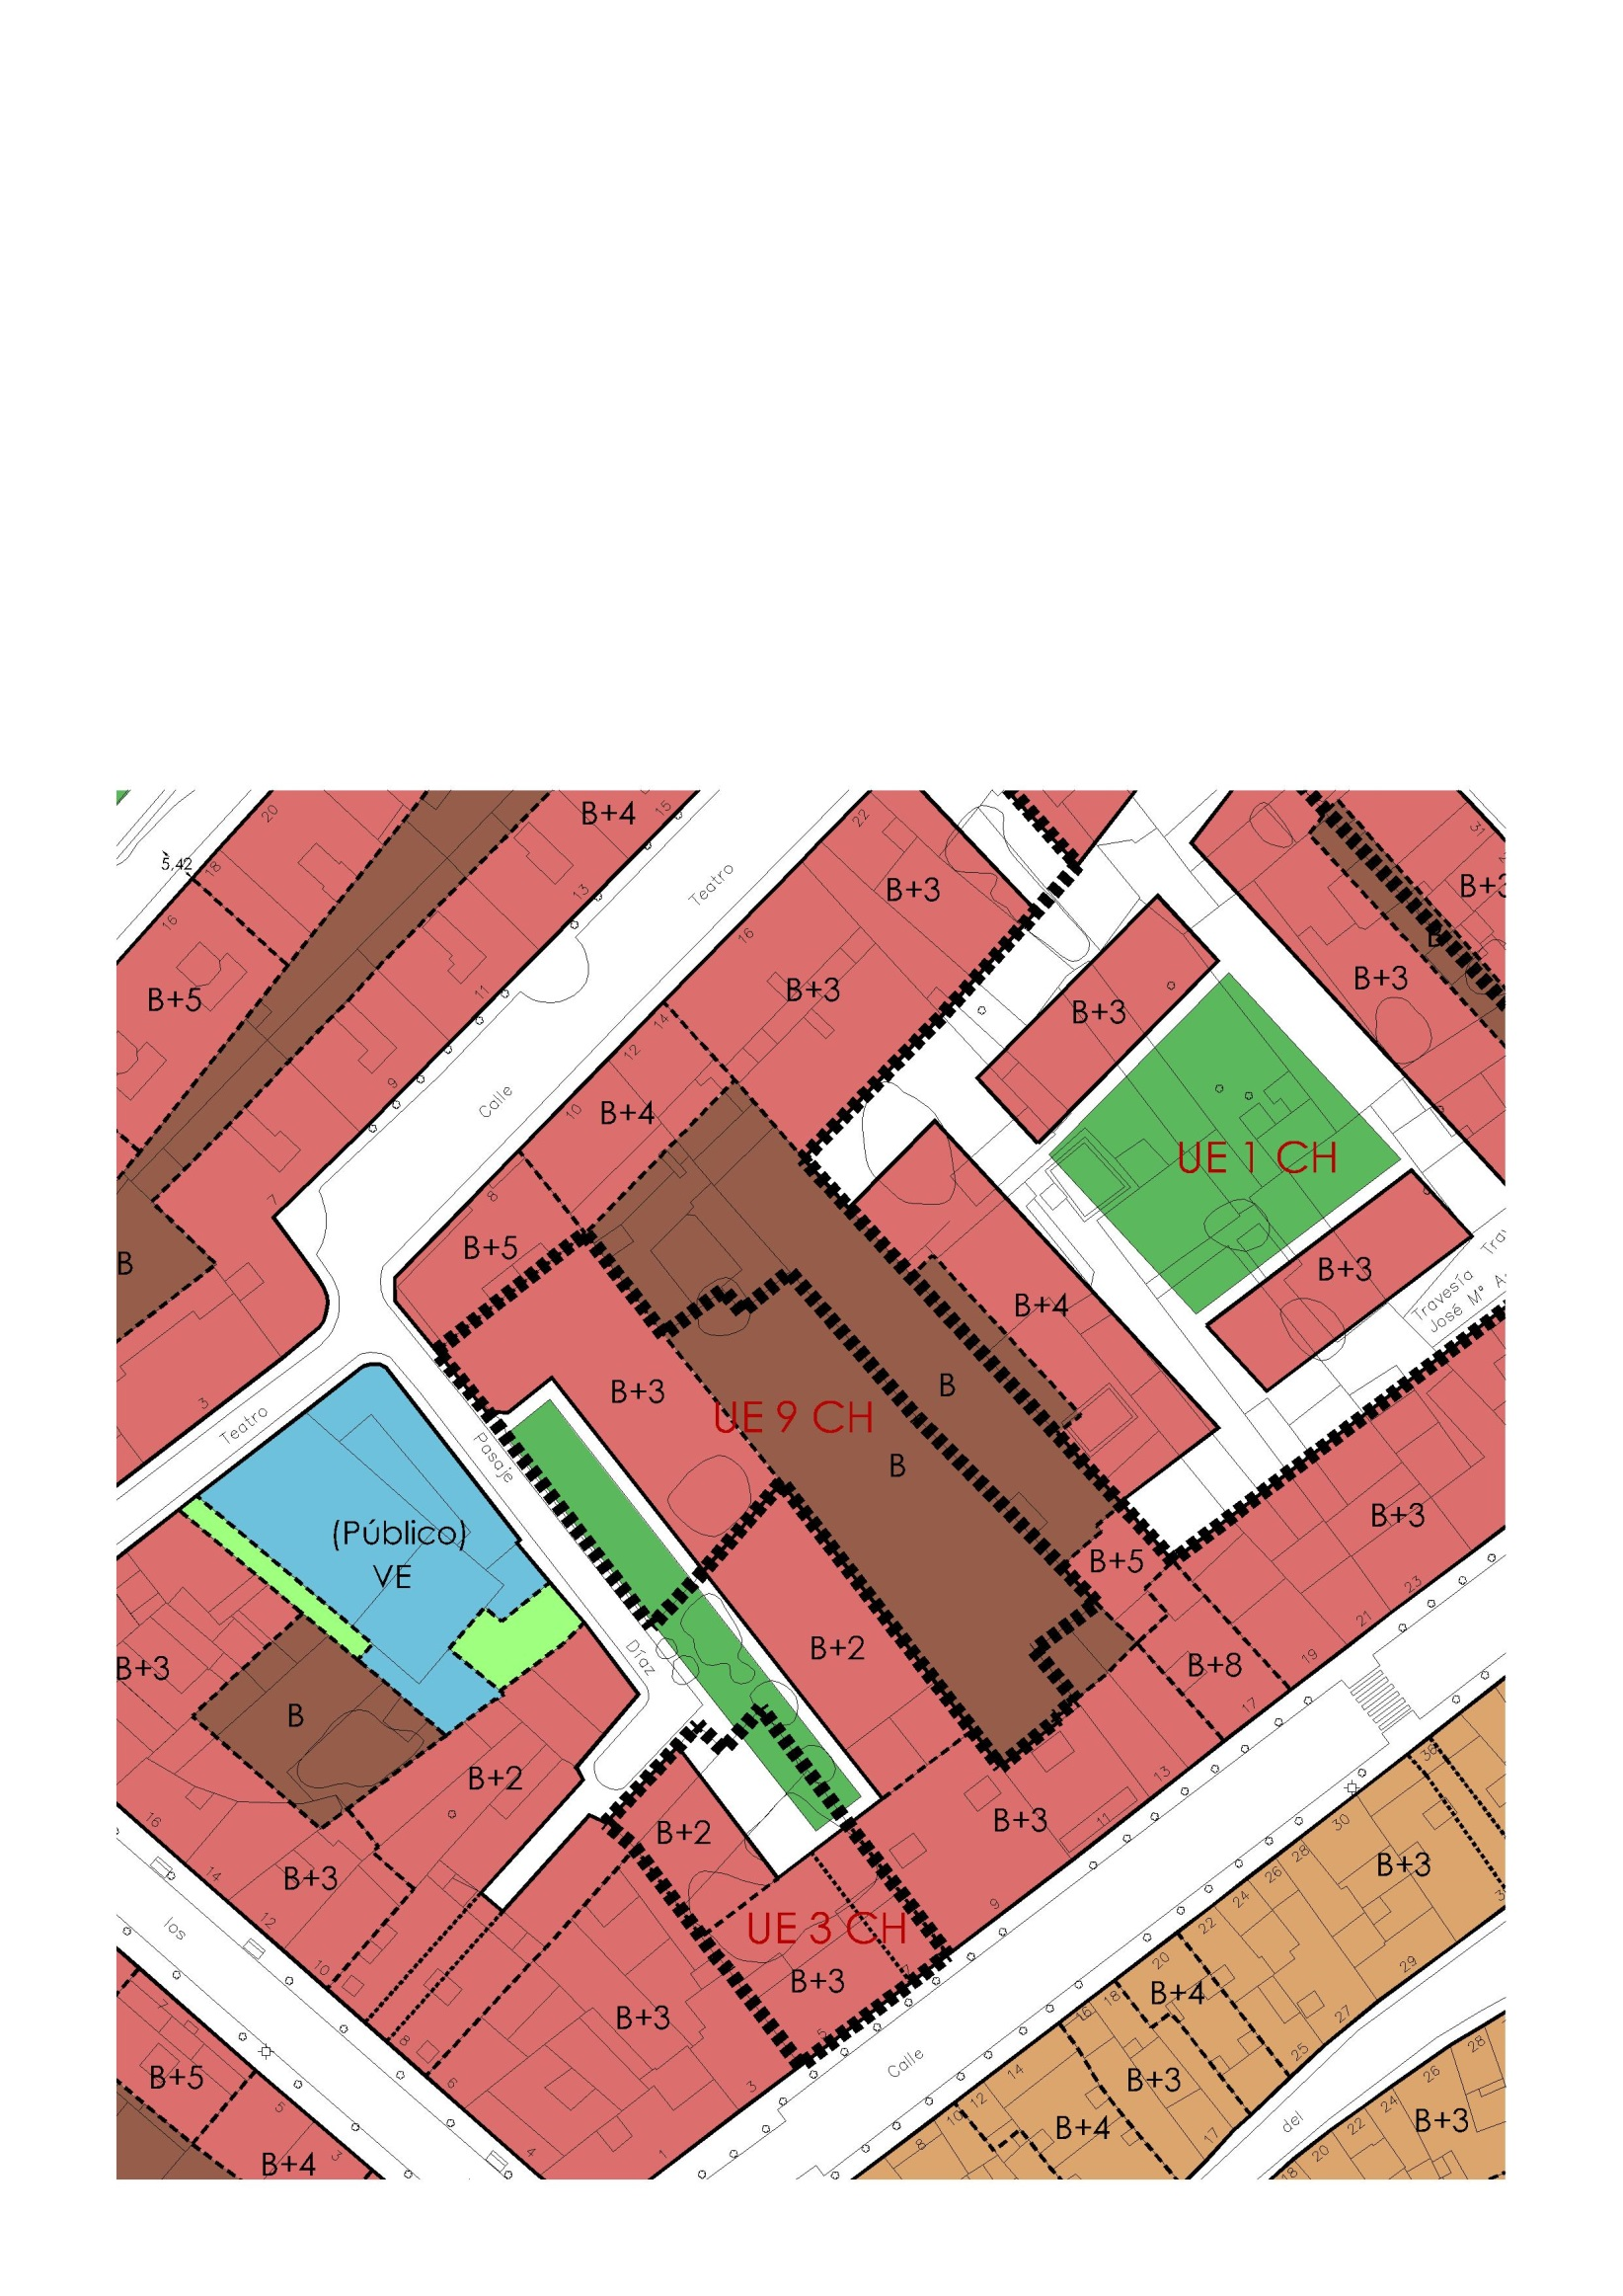 B+4
15
20
22
31
5,42
18
Teatro
B+3
B+3
13
16
16
B
B+3
B+5
11
B+3
B+3
14
12
9
Calle
10
B+4
UE 1 CH
7
8
B+5
B
B+3
Travesía
José Mª
B+4
B+3
B
3
Teatro
UE 9 CH
Pasaje
B
B+3
(Público)
VE
B+5
23
21
Díaz
B+2
B+3
B+8
19
17
B
36
B+2
13
30
16
B+2
B+3
11
28
B+3
14
B+3
26
9
24
12
los
UE 3 CH
22
20
29
10
B+3
7
B+4
18
B+3
16
27
5
8
Calle
25
7
B+5
14
28
6
3
B+3
26
12
24
5
10
B+4
del
22
B+3
17
4
8
20
3
1
B+4
18